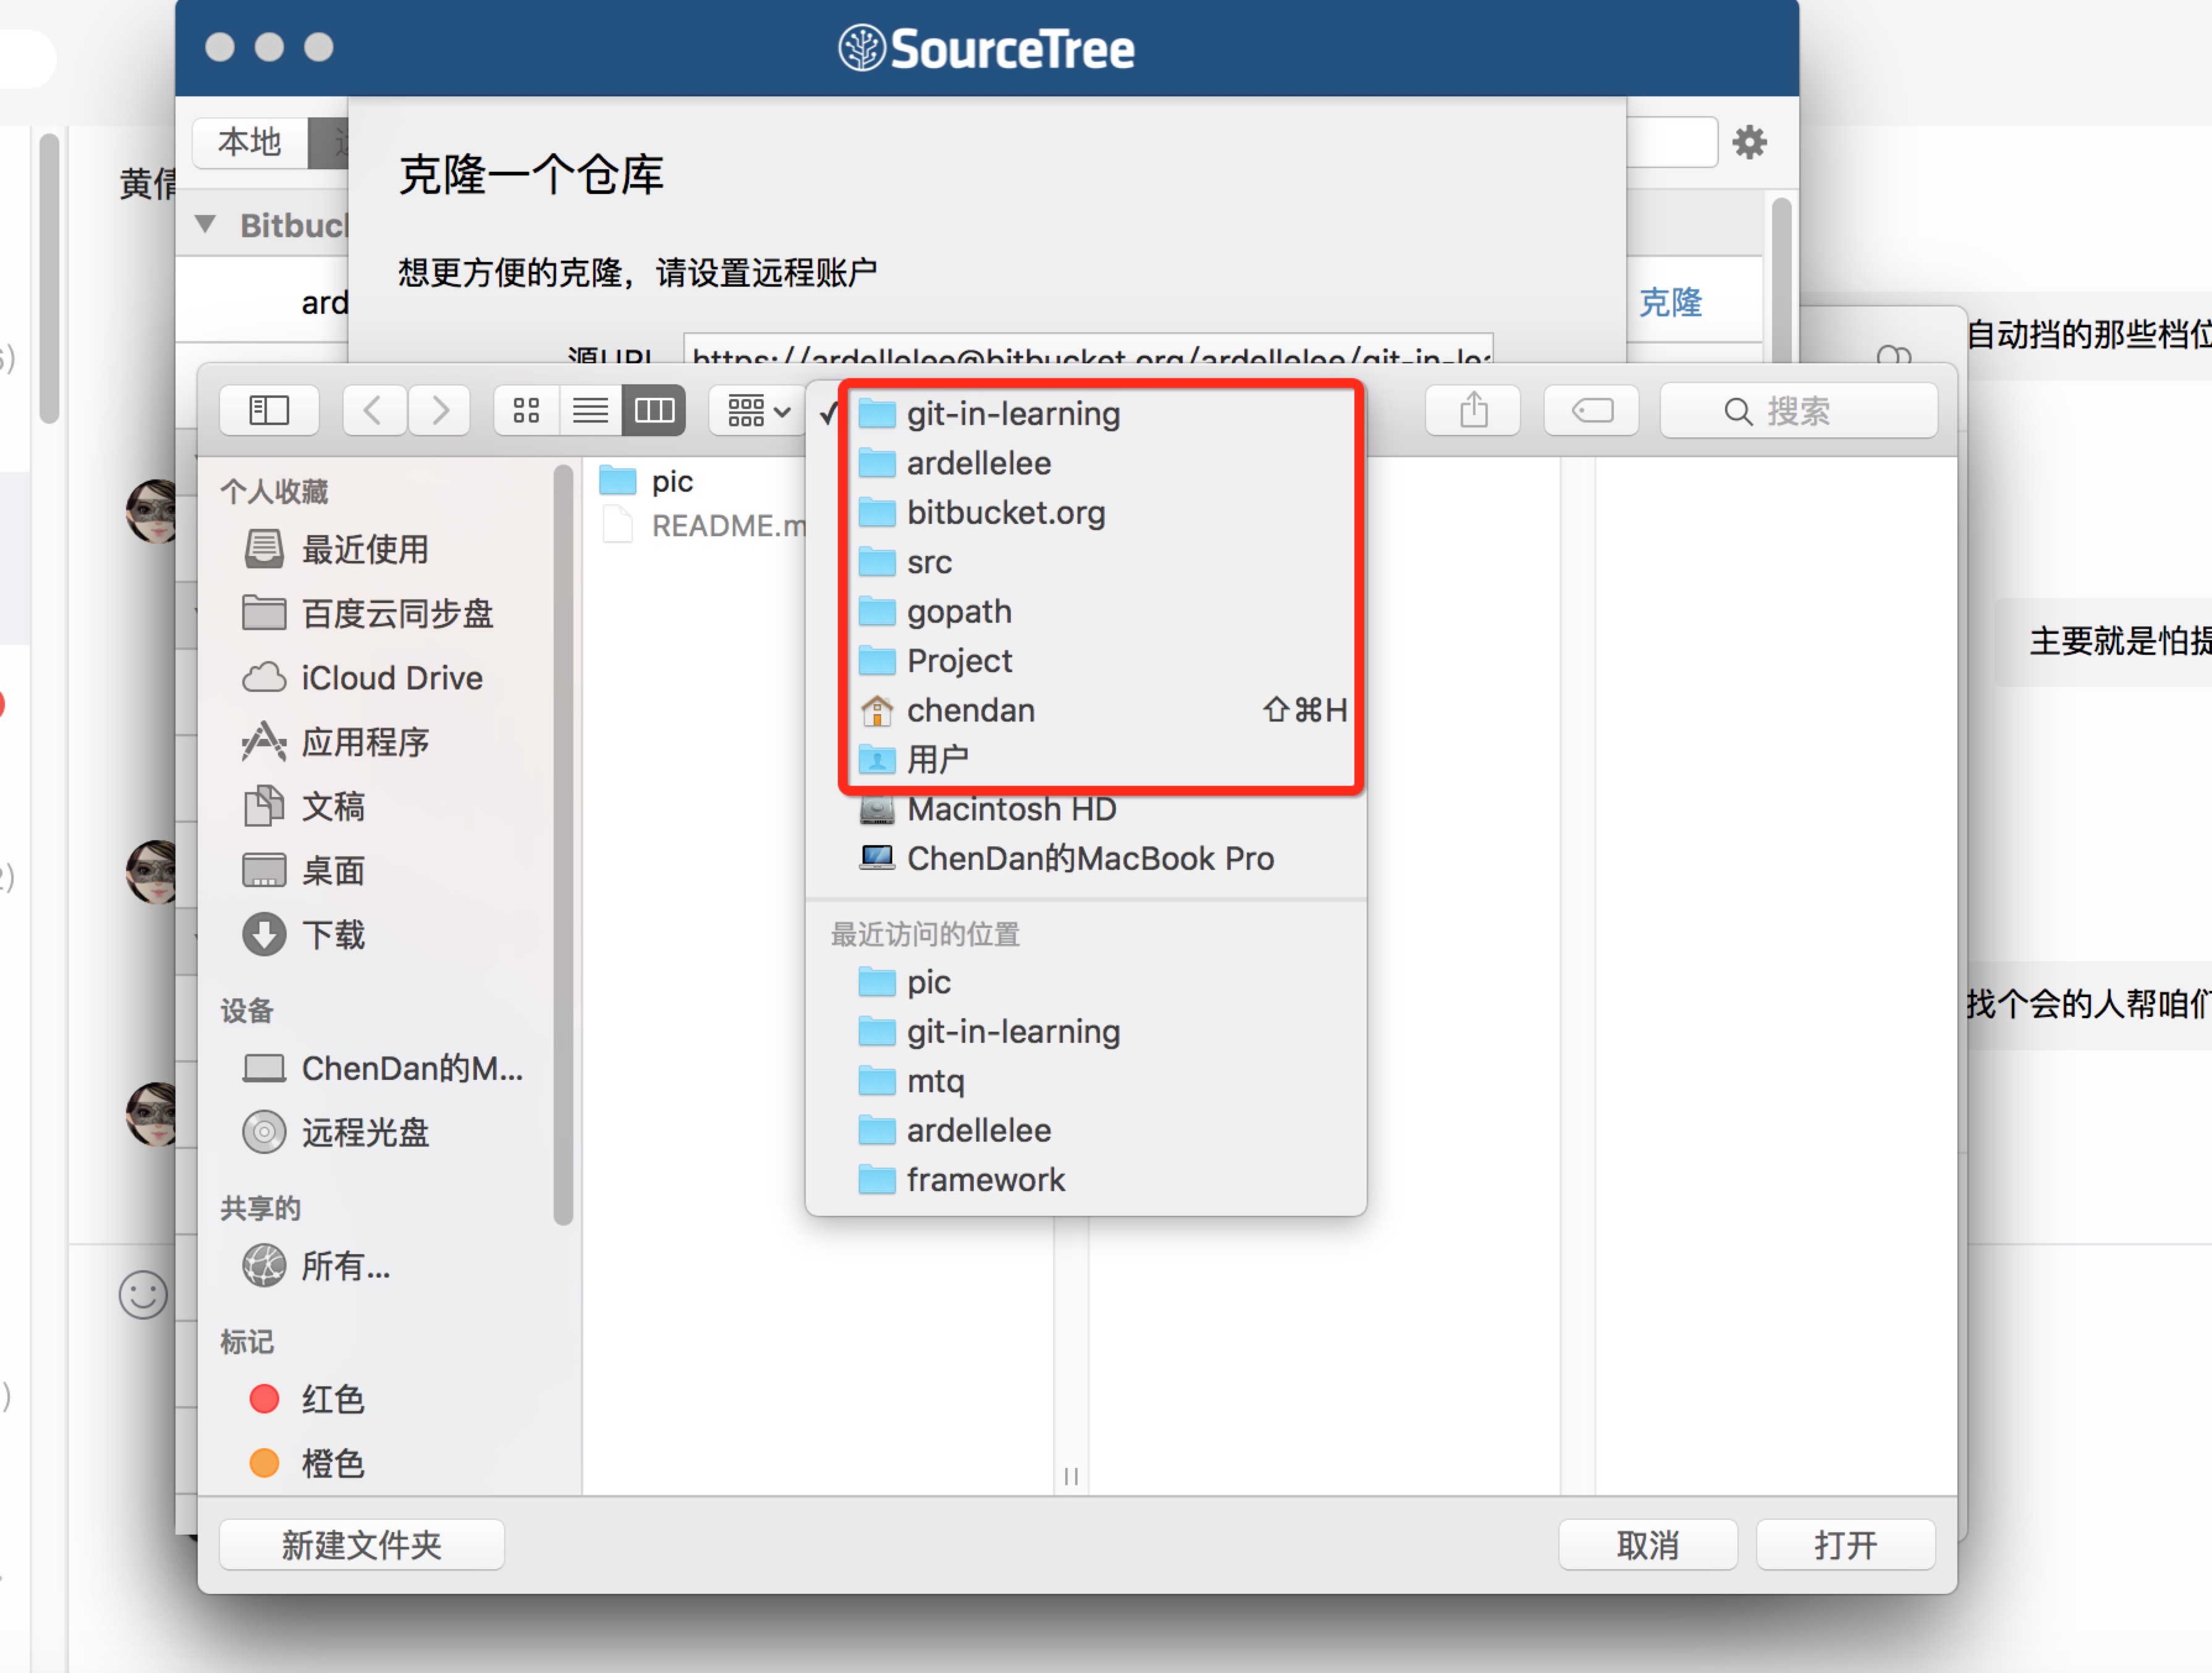 SourceTree
本地
克隆一个仓库
黄倩
Bitbuck
想更方便的克隆，请设置远程账户
ard
克隆
自动挡的那些档位
源URL
https://ardellelee@bitbucket.org/ardellelee/git-in-lea
搜索
git-in-learning
ardellelee
bitbucket.org
src
gopath
Project
chendan ⇧⌘H
用户
Macintosh HD
ChenDan的MacBook Pro
最近访问的位置
pic
git-in-learning
mtq
ardellelee
framework
pic
README.m
个人收藏
最近使用
百度云同步盘
iCloud Drive
应用程序
文稿
桌面
下载
设备
ChenDan的M...
远程光盘
共享的
所有...
标记
红色
橙色
主要就是怕提
找个会的人帮咱们
新建文件夹
取消
打开